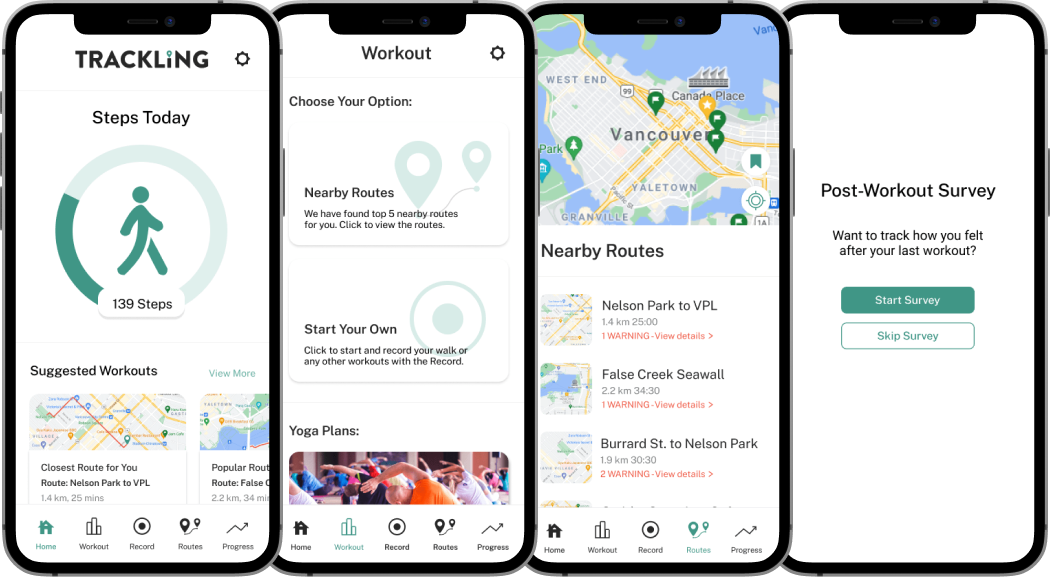 TRACKLiNG
Steps Today
139 Steps
Suggested Workouts
View More
Closest Route for You
Route: Nelson Park to VPL
1.4 km, 25 mins
Popular Rout
Route: False C
2.2 km, 34 min
Home
Workout
Record
Routes
Progress
Workout
Choose Your Option:
Nearby Routes
We have found top 5 nearby routes
for you. Click to view the routes.
Start Your Own
Click to start and record your walk or
any other workouts with the Record.
Yoga Plans:
Home
Workout
Record
Routes
Progress
Vanc
WEST END
99
Canada Place
Vancouver
Park
YALETOWN
GRANVILLE
1A
Nearby Routes
Nelson Park to VPL
1.4 km 25:00
1 WARNING - View details >
False Creek Seawall
2.2 km 34:30
1 WARNING - View details >
Burrard St. to Nelson Park
1.9 km 30:30
2 WARNING - View details >
Home
Workout
Record
Routes
Progress
Post-Workout Survey
Want to track how you felt
after your last workout?
Start Survey
Skip Survey